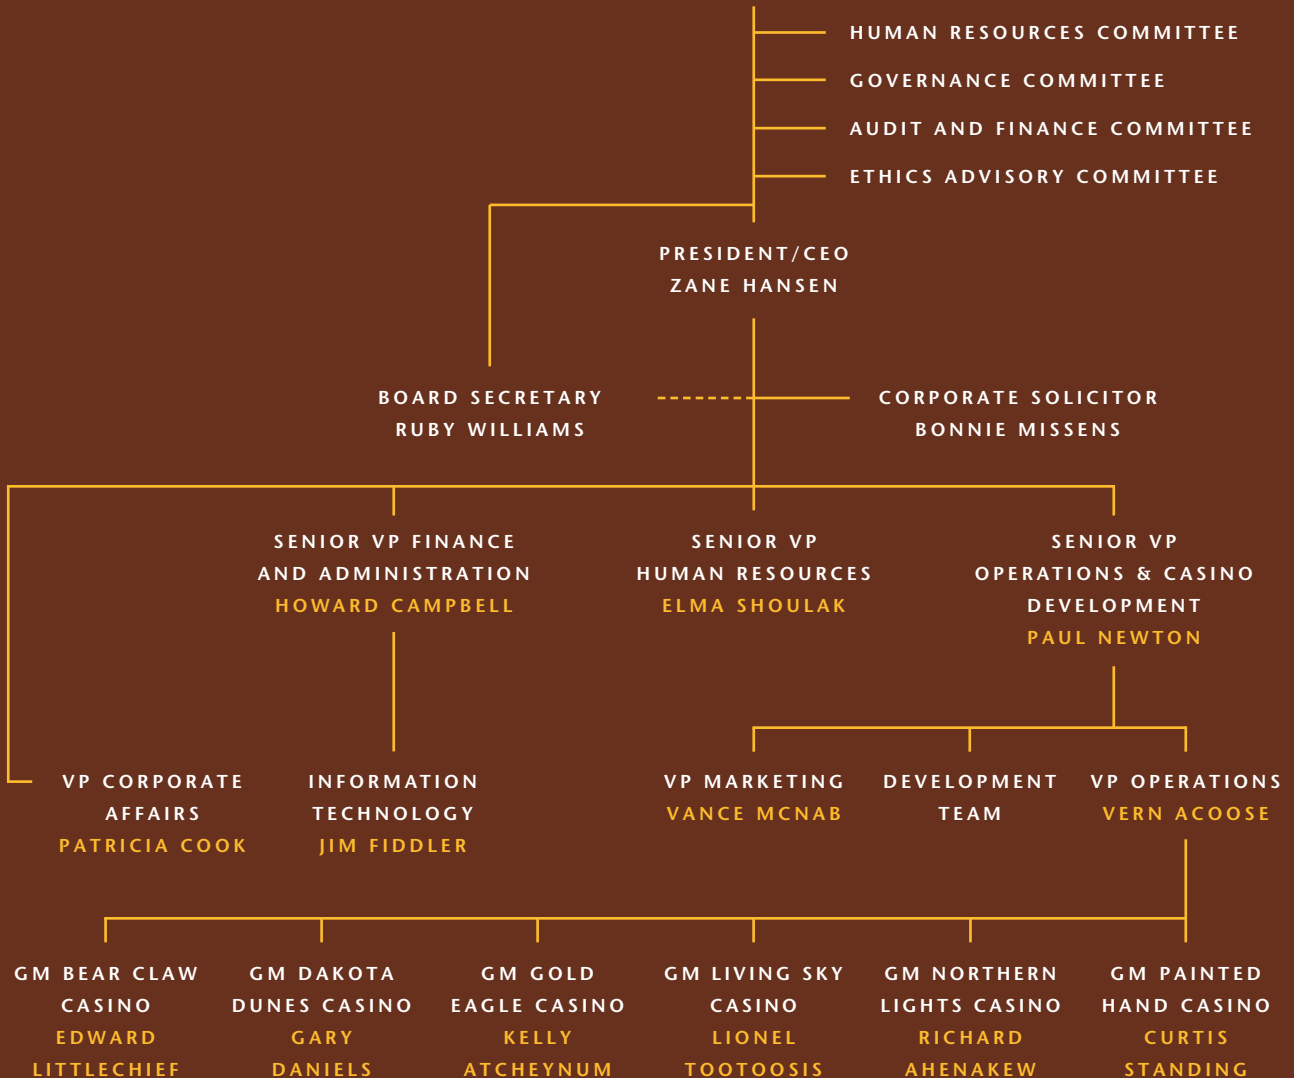 HUMAN RESOURCES COMMITTEE
GOVERNANCE COMMITTEE
AUDIT AND FINANCE COMMITTEE
ETHICS ADVISORY COMMITTEE
PRESIDENT/CEO
ZANE HANSEN
BOARD SECRETARY
RUBY WILLIAMS
CORPORATE SOLICITOR
BONNIE MISSENS
SENIOR VP FINANCE
AND ADMINISTRATION
HOWARD CAMPBELL
SENIOR VP
HUMAN RESOURCES
ELMA SHOULAK
SENIOR VP
OPERATIONS & CASINO
DEVELOPMENT
PAUL NEWTON
VP CORPORATE
AFFAIRS
PATRICIA COOK
INFORMATION
TECHNOLOGY
JIM FIDDLER
VP MARKETING
VANCE MCNAB
DEVELOPMENT
TEAM
VP OPERATIONS
VERN ACOOSE
GM BEAR CLAW
CASINO
EDWARD
LITTLECHIEF
GM DAKOTA
DUNES CASINO
GARY
DANIELS
GM GOLD
EAGLE CASINO
KELLY
ATCHEYNUM
GM LIVING SKY
CASINO
LIONEL
TOOTOOSIS
GM NORTHERN
LIGHTS CASINO
RICHARD
AHENAKEW
GM PAINTED
HAND CASINO
CURTIS
STANDING